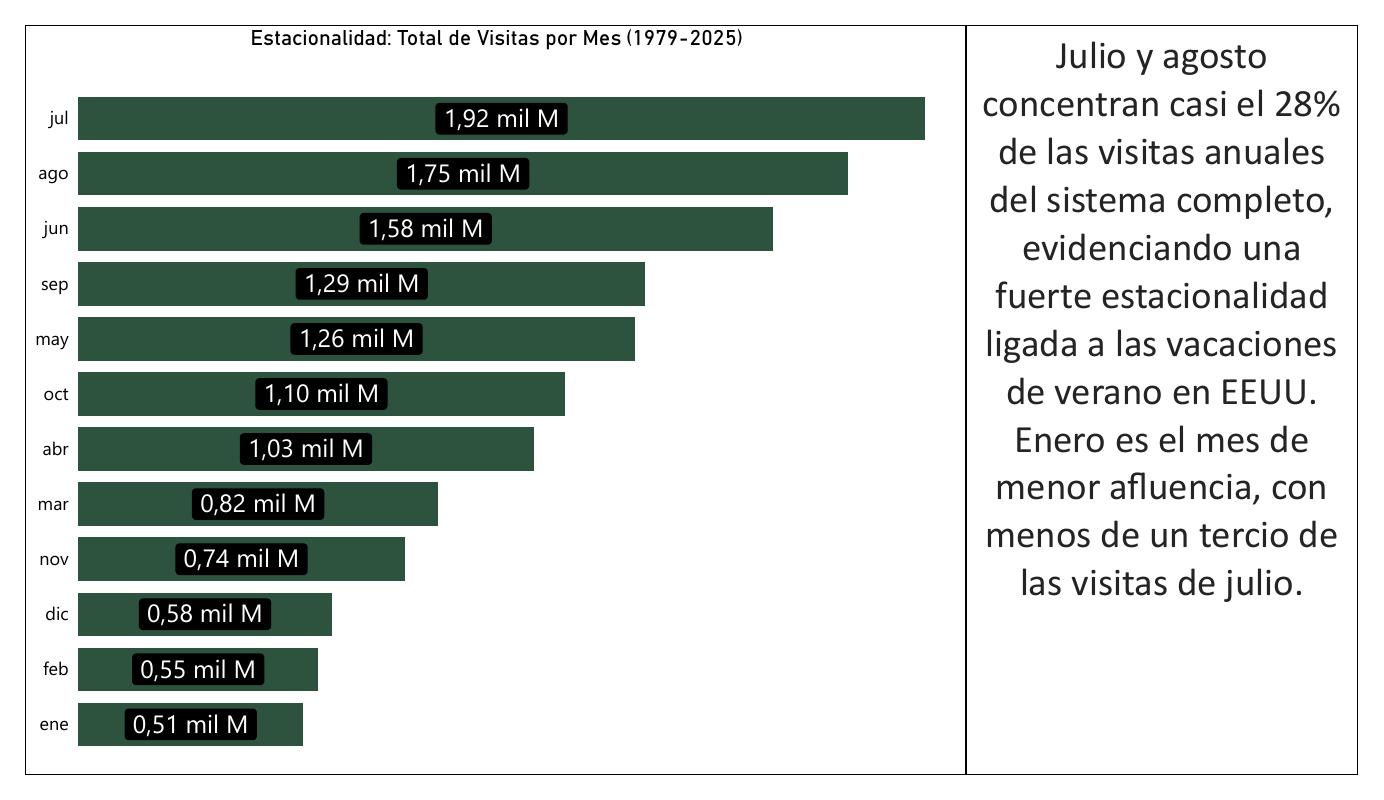 Estacionalidad: Total de Visitas por Mes (1979-2025)
jul 1,92 mil M
ago 1,75 mil M
jun 1,58 mil M
sep 1,29 mil M
may 1,26 mil M
oct 1,10 mil M
abr 1,03 mil M
mar 0,82 mil M
nov 0,74 mil M
dic 0,58 mil M
feb 0,55 mil M
ene 0,51 mil M
Julio y agosto
concentran casi el 28%
de las visitas anuales
del sistema completo,
evidenciando una
fuerte estacionalidad
ligada a las vacaciones
de verano en EEUU.
Enero es el mes de
menor afluencia, con
menos de un tercio de
las visitas de julio.